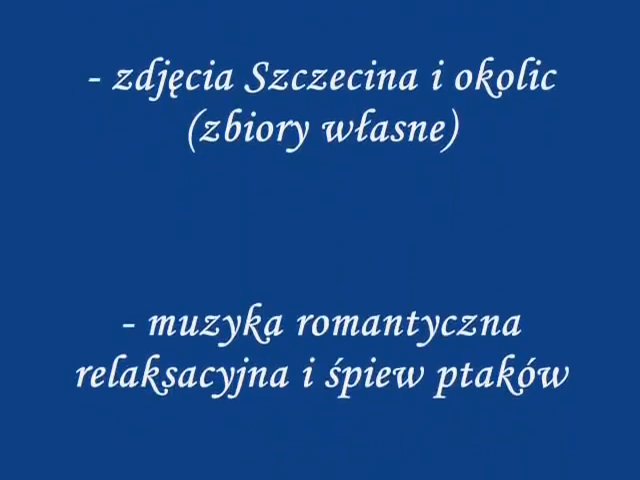 - zdjęcia Szczecina i okolic
(zbiory własne)
- muzyka romantyczna
relaksacyjna i śpiew ptaków